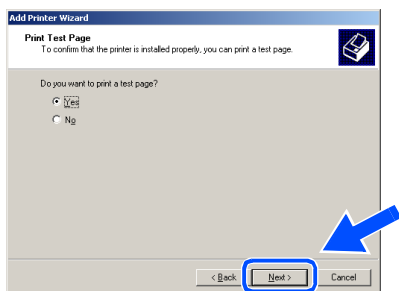 Add Printer Wizard
Print Test Page
To confirm that the printer is installed properly, you can print a test page.
Do you want to print a test page?
Yes
No
< Back
Next >
Cancel